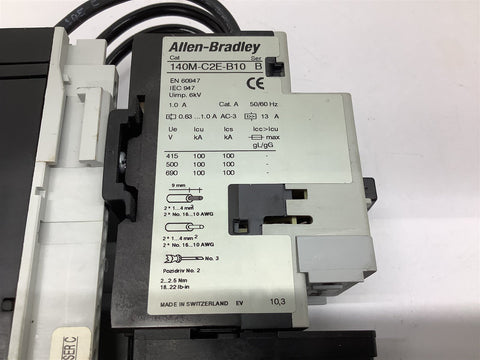 Allen-Bradley
Cat Ser
140M-C2E-B10 B
EN 60947
IEC 947
Uimp. 6kV
CE
1.0 A Cat. A 50/60 Hz
0.63...1.0 A AC-3 13 A
Ue Icu Ics Icc>Icu
V kA kA max
gL/gG
415 100 100 -
500 100 100 -
690 100 100 -
9 mm
2 * 1...4 mm²
2 * No. 16...10 AWG
2 * 1...4 mm²
2 * No. 16...10 AWG
No. 3
Pozidriv No. 2
2...2.5 Nm
18...22 lb-in
MADE IN SWITZERLAND EV 10,3
SER C